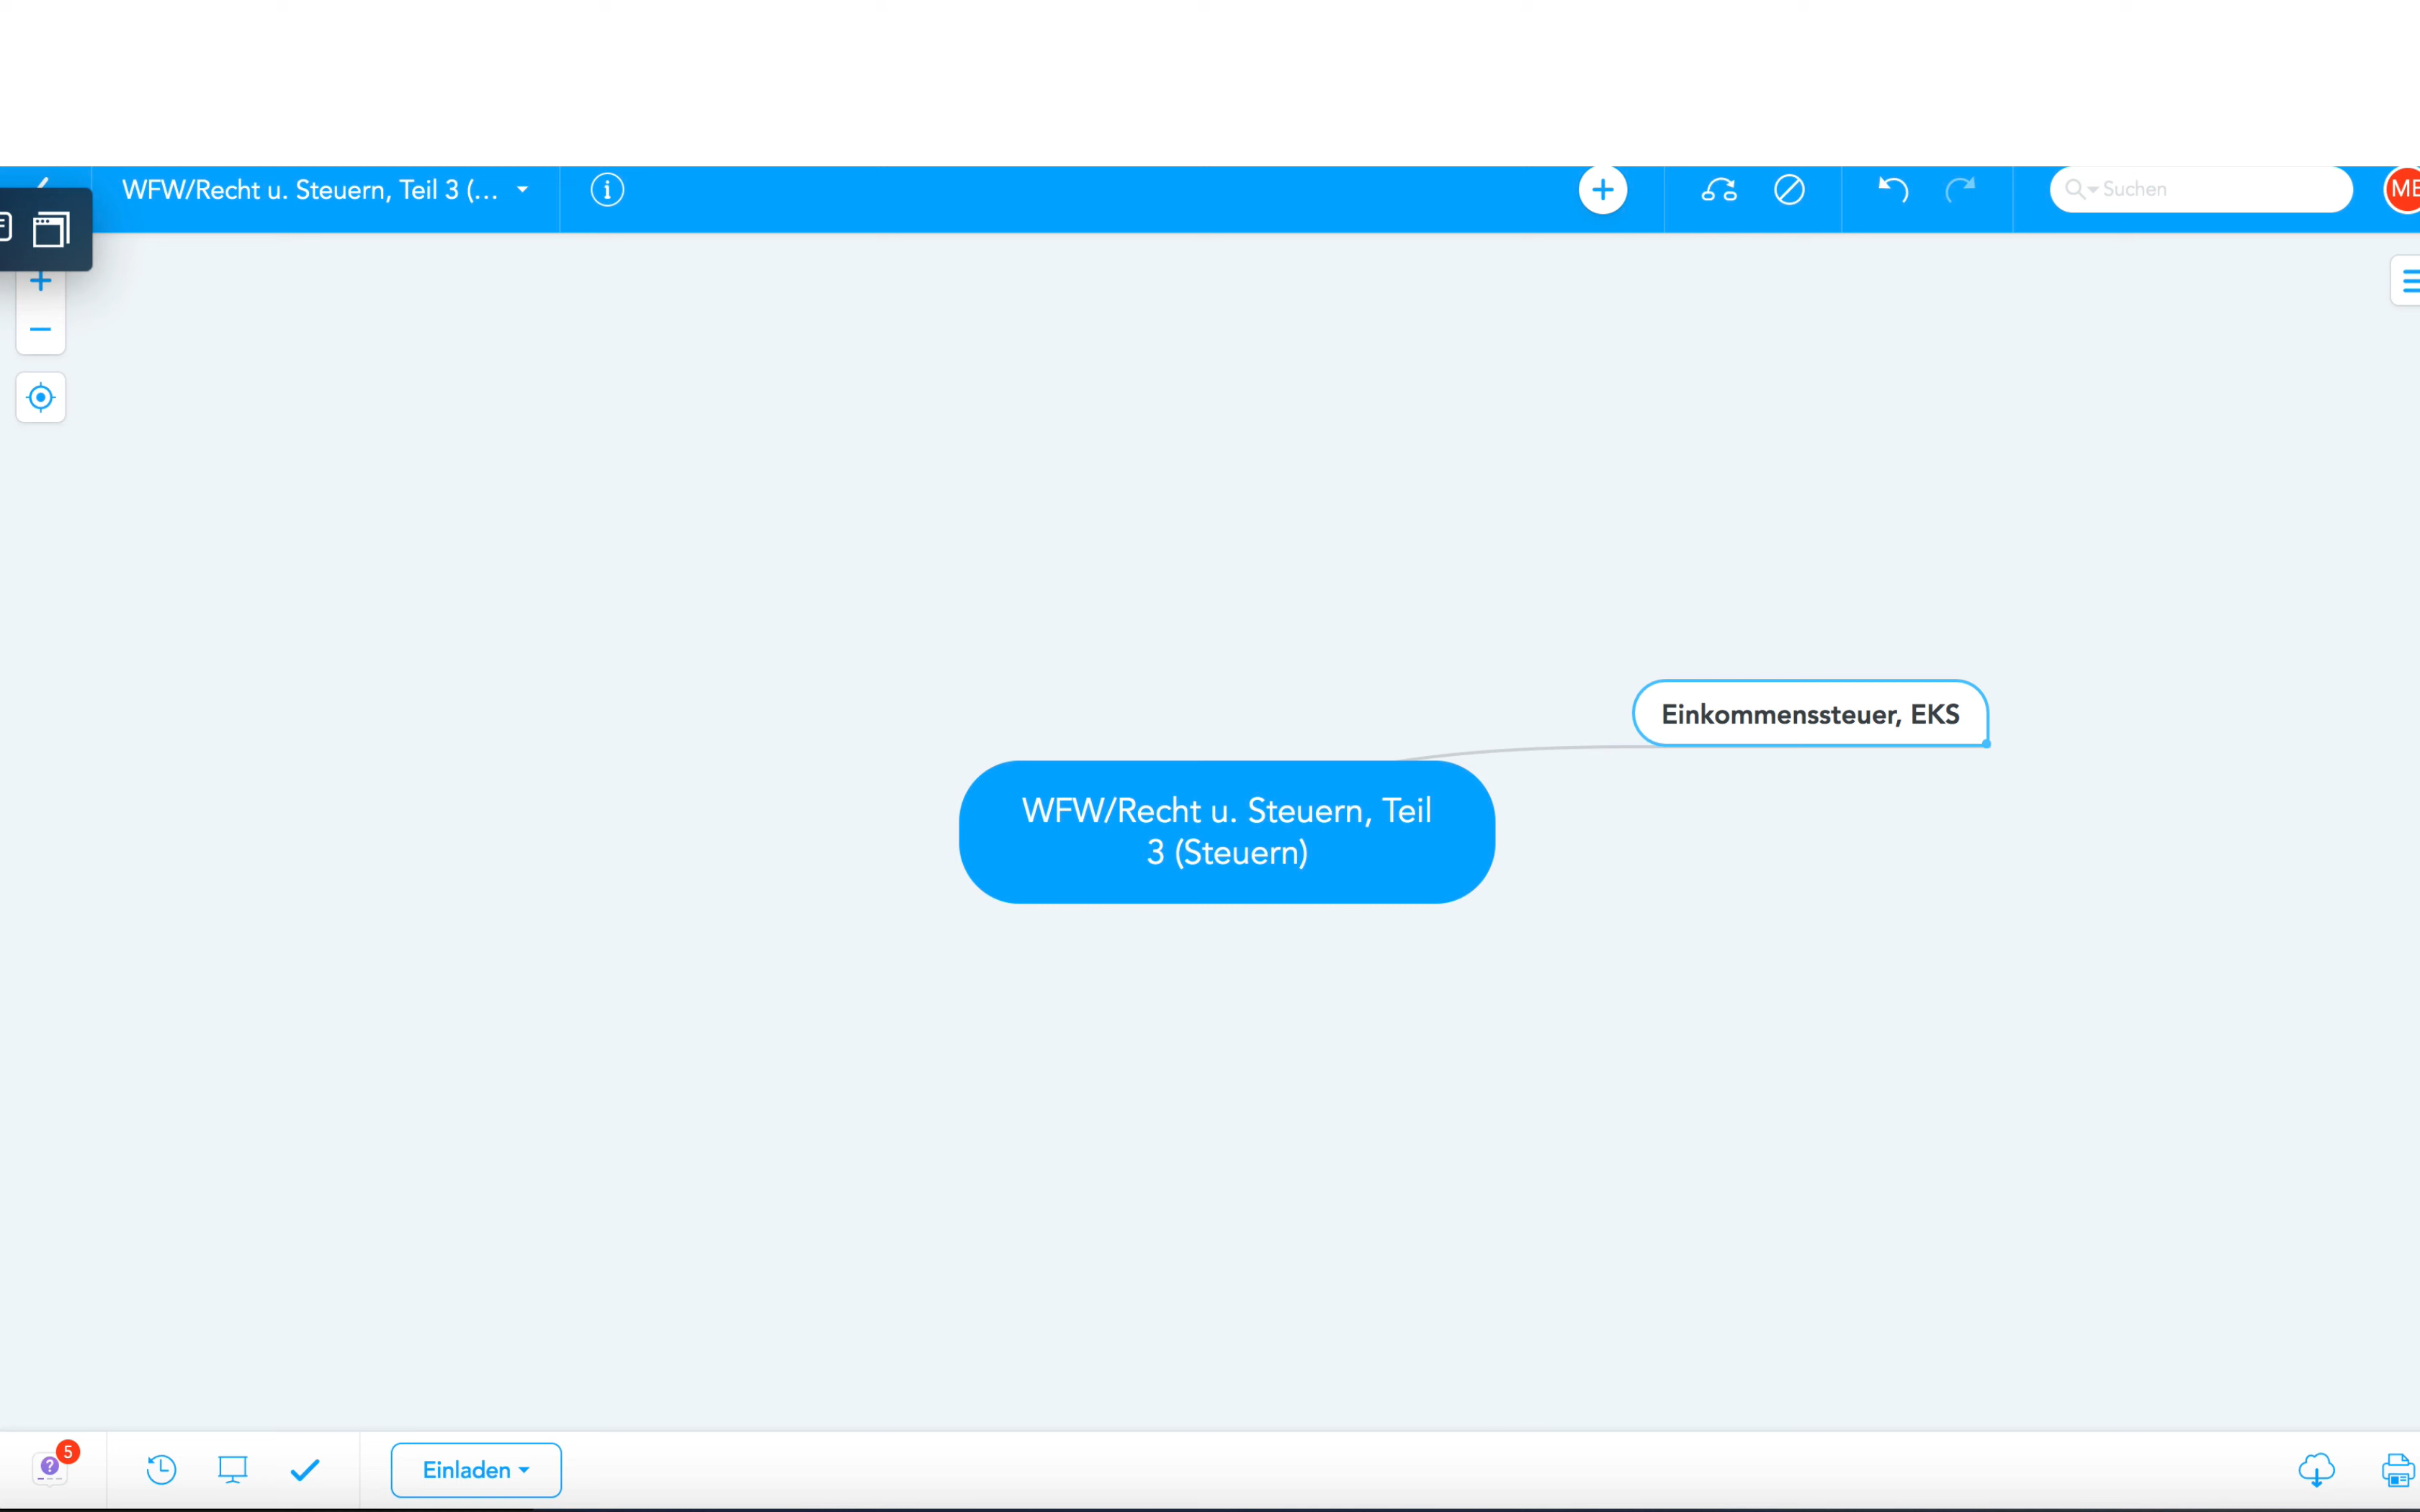 WFW/Recht u. Steuern, Teil 3 (...
Suchen
ME
Einkommenssteuer, EKS
WFW/Recht u. Steuern, Teil
3 (Steuern)
5
Einladen